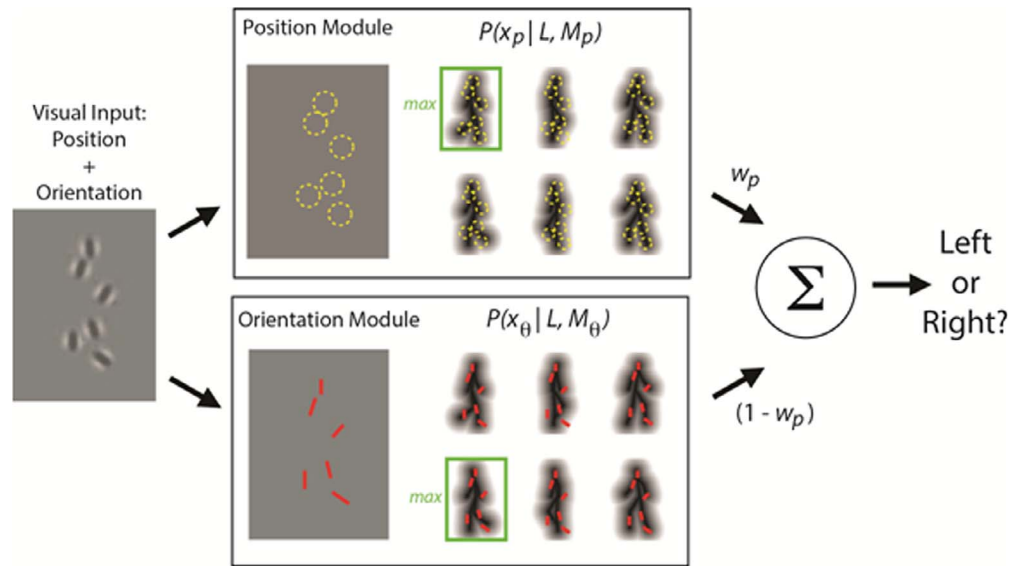 Visual Input:
Position
+
Orientation
Position Module
P(xp | L, Mp)
max
Orientation Module
P(xθ | L, Mθ)
max
wp
(1 - wp)
Σ
Left
or
Right?